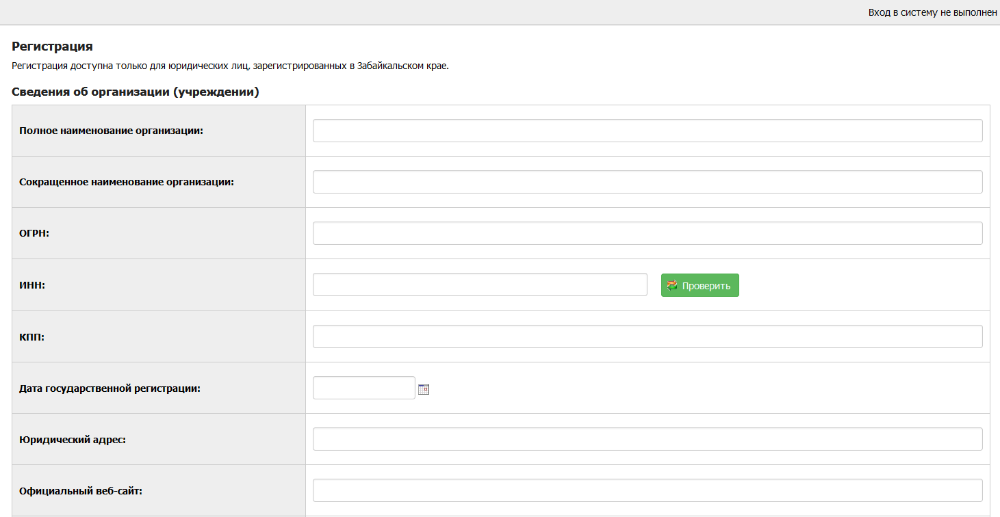 Вход в систему не выполнен
Регистрация
Регистрация доступна только для юридических лиц, зарегистрированных в Забайкальском крае.
Сведения об организации (учреждении)
Полное наименование организации:
Сокращенное наименование организации:
ОГРН:
ИНН:
Проверить
КПП:
Дата государственной регистрации:
Юридический адрес:
Официальный веб-сайт: